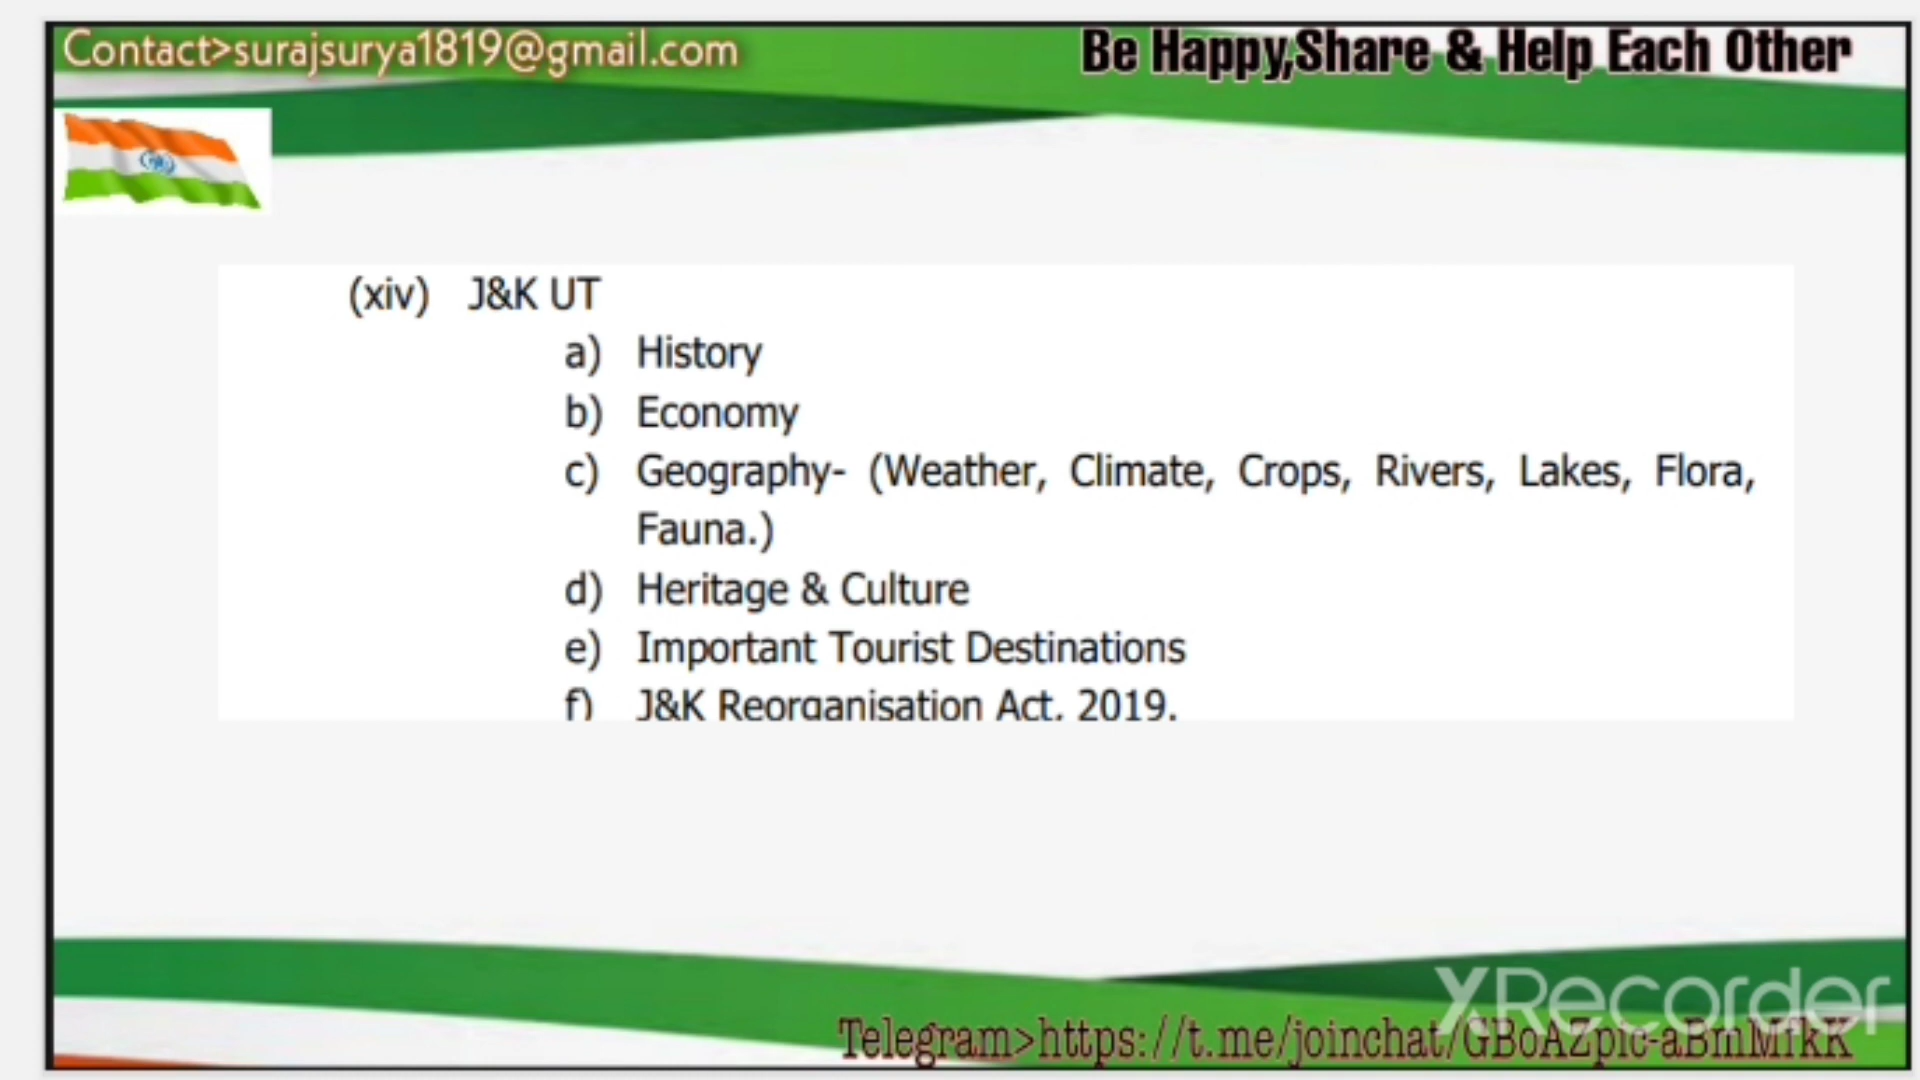 Contact>surajsurya1819@gmail.com
Be Happy,Share & Help Each Other
(xiv) J&K UT
a) History
b) Economy
c) Geography- (Weather, Climate, Crops, Rivers, Lakes, Flora,
Fauna.)
d) Heritage & Culture
e) Important Tourist Destinations
f) J&K Reorganisation Act, 2019.
XRecorder
Telegram>https://t.me/joinchat/GBoAZpic-aBmMfkK